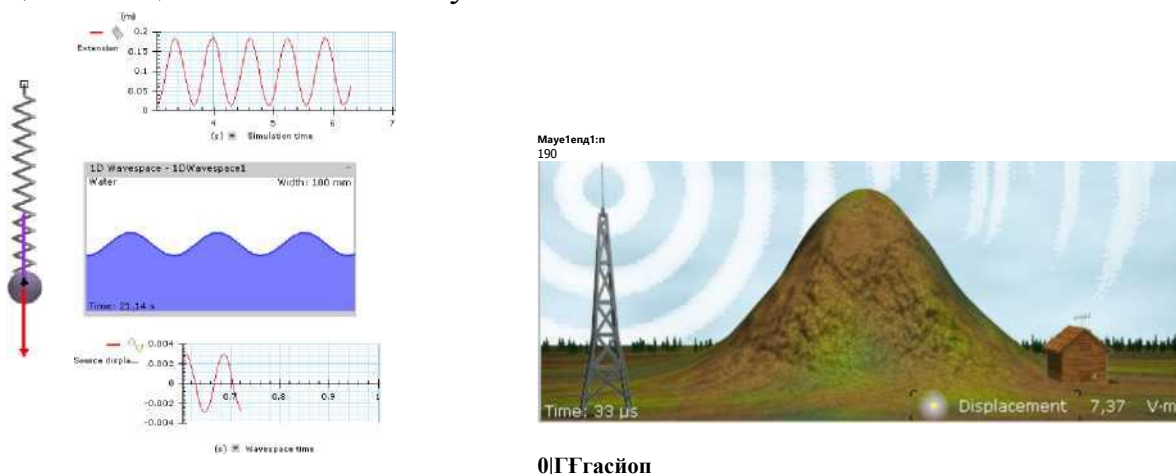 (m)
Extension
0.2
0.15
0.1
0.05
0
4
5
6
7
(s) Simulation time
1D Wavespace - 1DWavespace1
Water Width: 180 mm
Time: 21,14 s
Source displa...
0.004
0.002
0
-0.002
-0.004
0.7
0.8
0.9
1
(s) Wavespace time
190
Time: 33 µs
Displacement 7,37 V·m